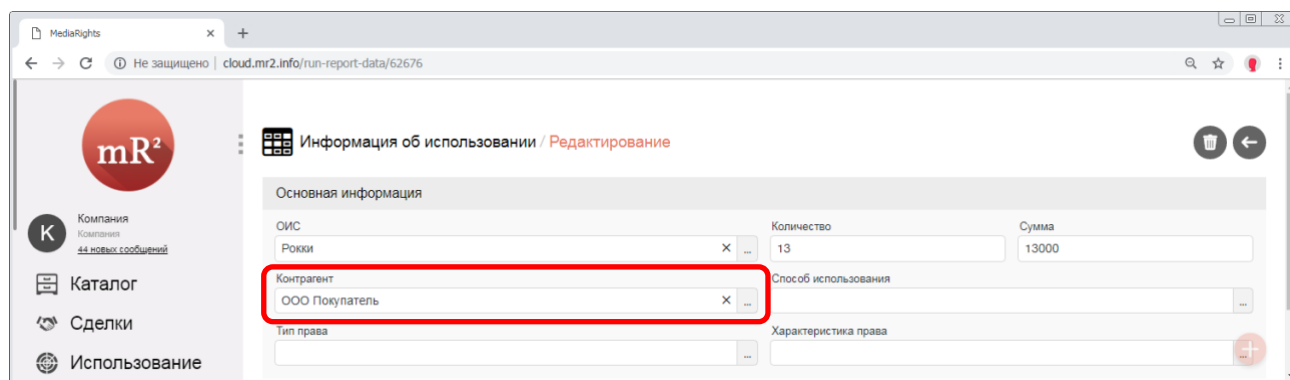 MediaRights
Не защищено | cloud.mr2.info/run-report-data/62676
mR²
Информация об использовании / Редактирование
Основная информация
К
Компания
Компания
44 новых сообщений
ОИС
Количество
Сумма
Рокки
...
13
13000
Каталог
Контрагент
Способ использования
ООО Покупатель
...
...
Сделки
Тип права
Характеристика права
...
...
Использование